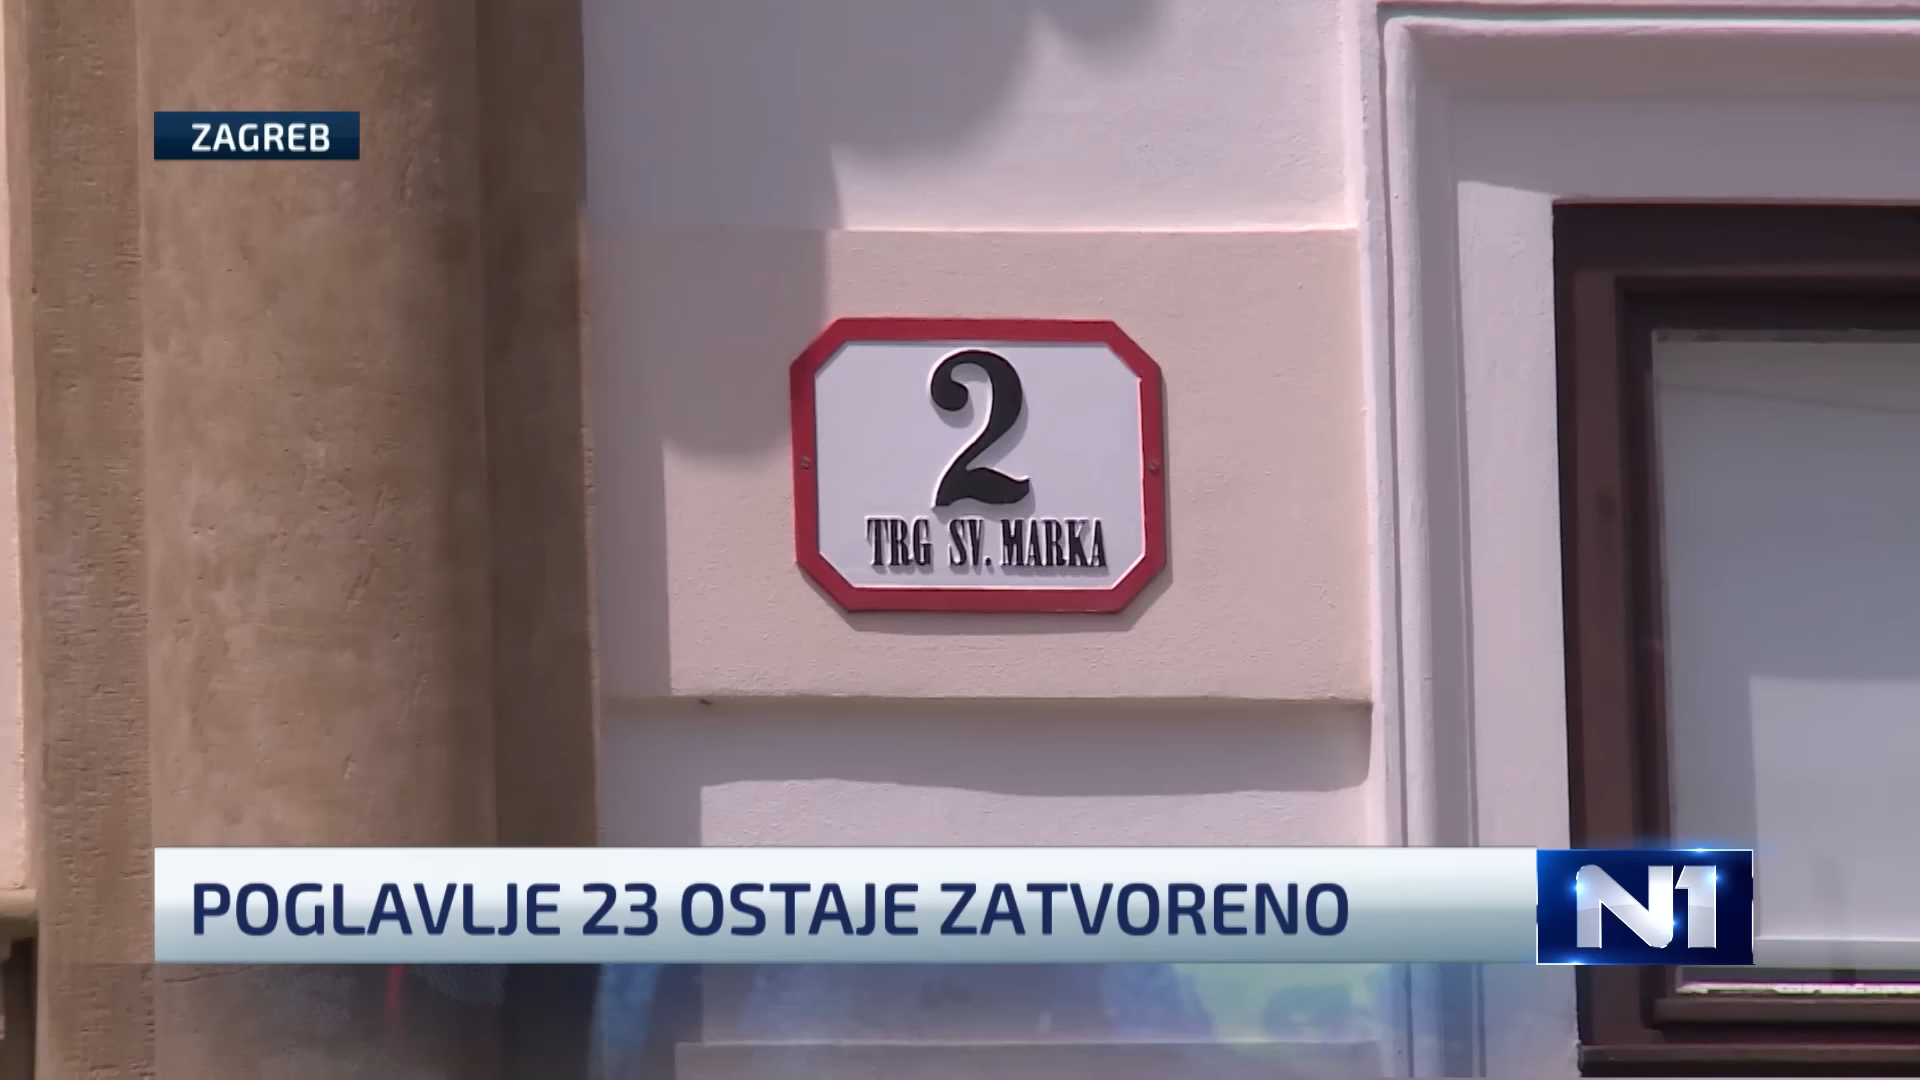 ZAGREB
2
TRG SV. MARKA
POGLAVLJE 23 OSTAJE ZATVORENO
N1